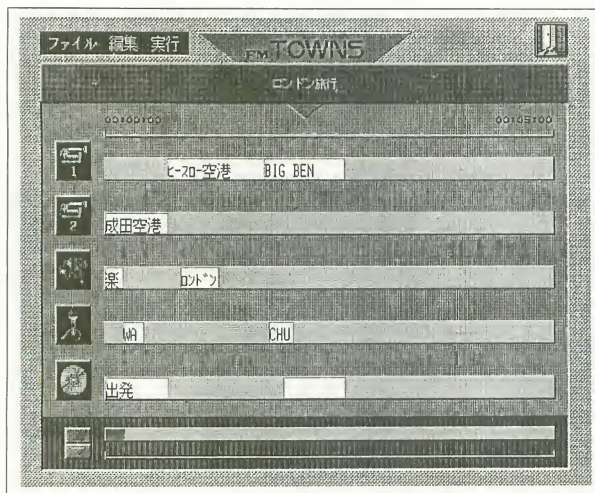 ファイル 編集 実行
FM TOWNS
ロンドン旅行
00:00:00 00:05:00
1 ヒースロー空港 BIG BEN
2 成田空港
楽 ロンドン
WA CHU
出発